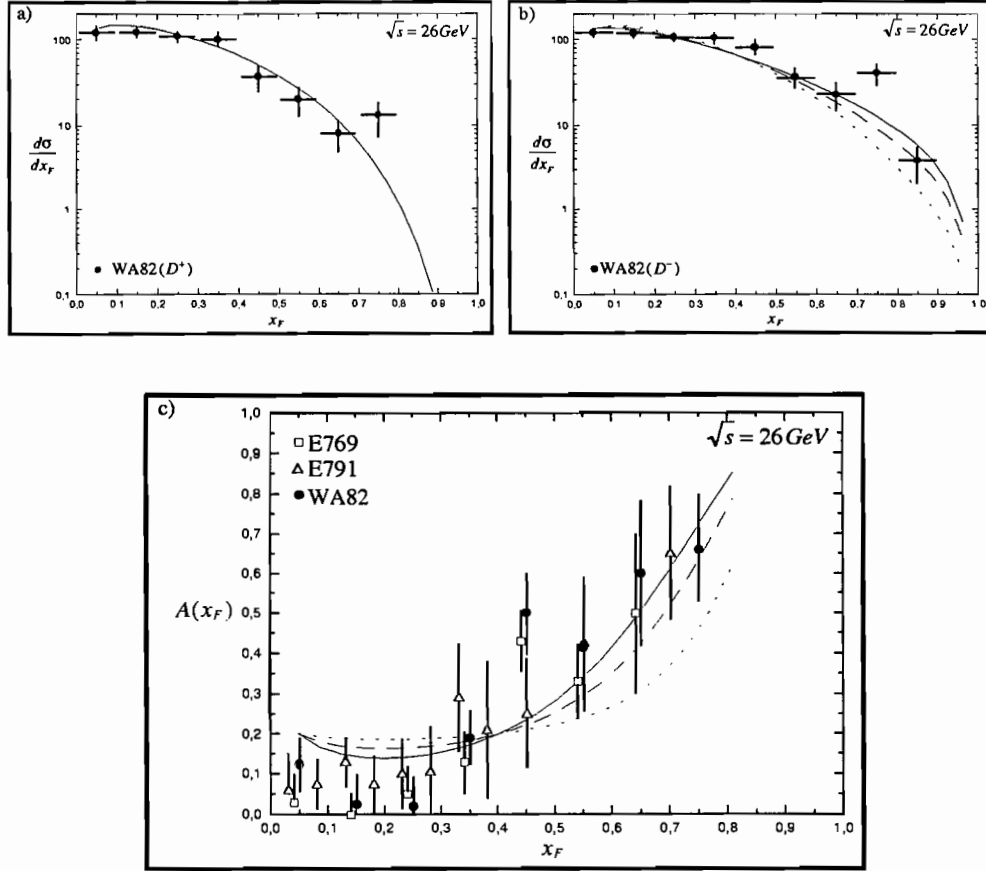 a)
√s = 26GeV
100
10
1
0,1
dσ
dx_F
WA82(D⁺)
0,0 0,1 0,2 0,3 0,4 0,5 0,6 0,7 0,8 0,9 1,0
x_F
b)
√s = 26GeV
100
10
1
0,1
dσ
dx_F
WA82(D⁻)
0,0 0,1 0,2 0,3 0,4 0,5 0,6 0,7 0,8 0,9 1,0
x_F
c)
√s = 26GeV
E769
E791
WA82
1,0
0,9
0,8
0,7
0,6
0,5
0,4
0,3
0,2
0,1
0,0
A(x_F)
0,0 0,1 0,2 0,3 0,4 0,5 0,6 0,7 0,8 0,9 1,0
x_F